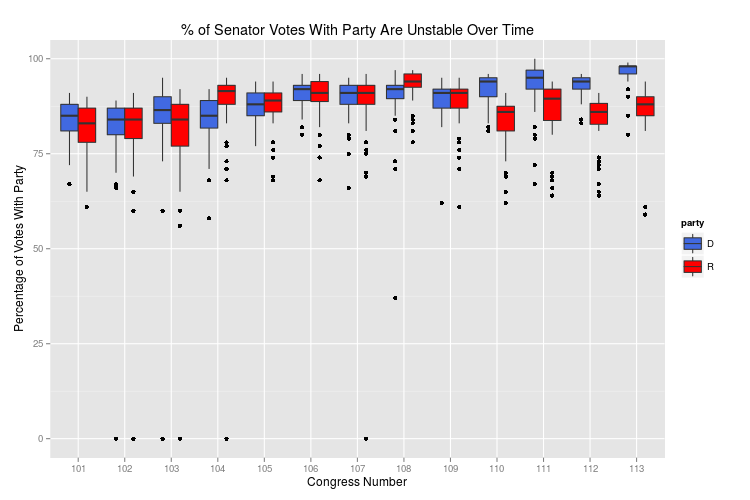 % of Senator Votes With Party Are Unstable Over Time
Percentage of Votes With Party
100
75
50
25
0
101 102 103 104 105 106 107 108 109 110 111 112 113
Congress Number
party
D
R